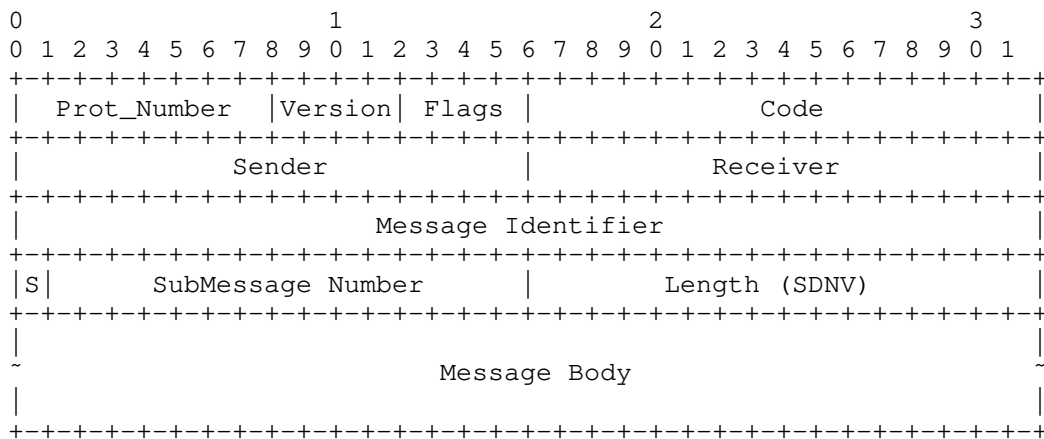 0                   1                   2                   3
0 1 2 3 4 5 6 7 8 9 0 1 2 3 4 5 6 7 8 9 0 1 2 3 4 5 6 7 8 9 0 1
+-+-+-+-+-+-+-+-+-+-+-+-+-+-+-+-+-+-+-+-+-+-+-+-+-+-+-+-+-+-+-+-+
|  Prot_Number  |Version| Flags |              Code             |
+-+-+-+-+-+-+-+-+-+-+-+-+-+-+-+-+-+-+-+-+-+-+-+-+-+-+-+-+-+-+-+-+
|             Sender            |           Receiver            |
+-+-+-+-+-+-+-+-+-+-+-+-+-+-+-+-+-+-+-+-+-+-+-+-+-+-+-+-+-+-+-+-+
|                      Message Identifier                       |
+-+-+-+-+-+-+-+-+-+-+-+-+-+-+-+-+-+-+-+-+-+-+-+-+-+-+-+-+-+-+-+-+
|S|      SubMessage Number      |        Length (SDNV)          |
+-+-+-+-+-+-+-+-+-+-+-+-+-+-+-+-+-+-+-+-+-+-+-+-+-+-+-+-+-+-+-+-+
|                                                               |
~                          Message Body                         ~
|                                                               |
+-+-+-+-+-+-+-+-+-+-+-+-+-+-+-+-+-+-+-+-+-+-+-+-+-+-+-+-+-+-+-+-+